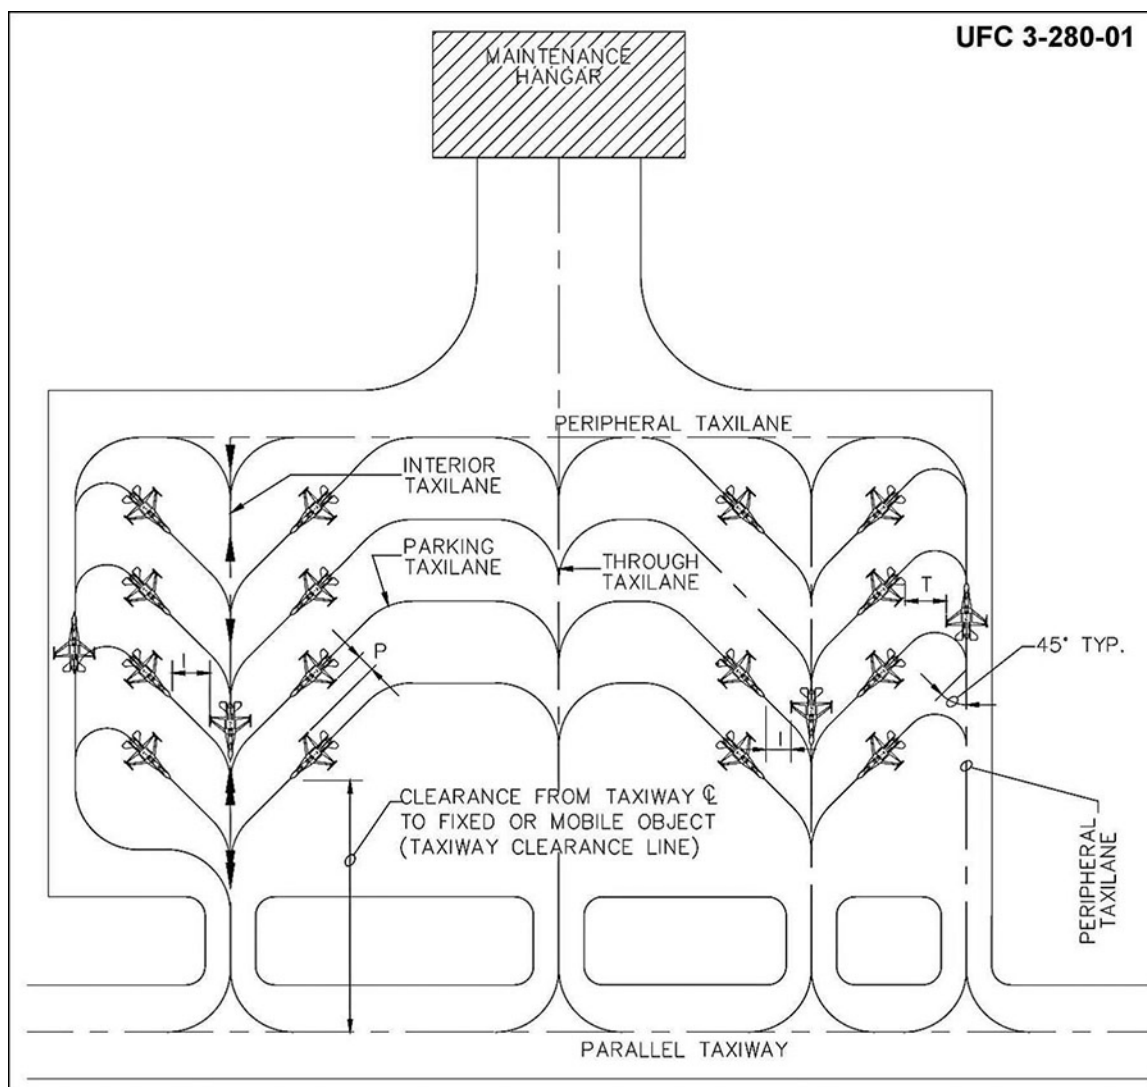 UFC 3-280-01
MAINTENANCE
HANGAR
PERIPHERAL TAXILANE
INTERIOR
TAXILANE
PARKING
TAXILANE
THROUGH
TAXILANE
T
P
I
I
45° TYP.
CLEARANCE FROM TAXIWAY ℄
TO FIXED OR MOBILE OBJECT
(TAXIWAY CLEARANCE LINE)
PERIPHERAL
TAXILANE
PARALLEL TAXIWAY